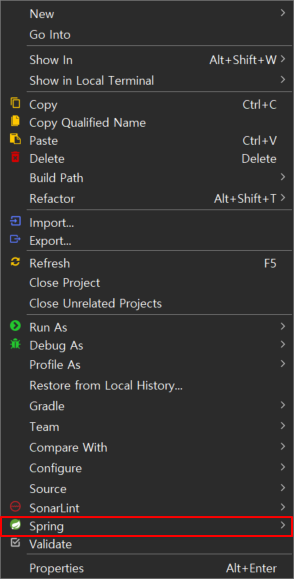 New
Go Into
Show In Alt+Shift+W
Show in Local Terminal
Copy Ctrl+C
Copy Qualified Name
Paste Ctrl+V
Delete Delete
Build Path
Refactor Alt+Shift+T
Import...
Export...
Refresh F5
Close Project
Close Unrelated Projects
Run As
Debug As
Profile As
Restore from Local History...
Gradle
Team
Compare With
Configure
Source
SonarLint
Spring
Validate
Properties Alt+Enter